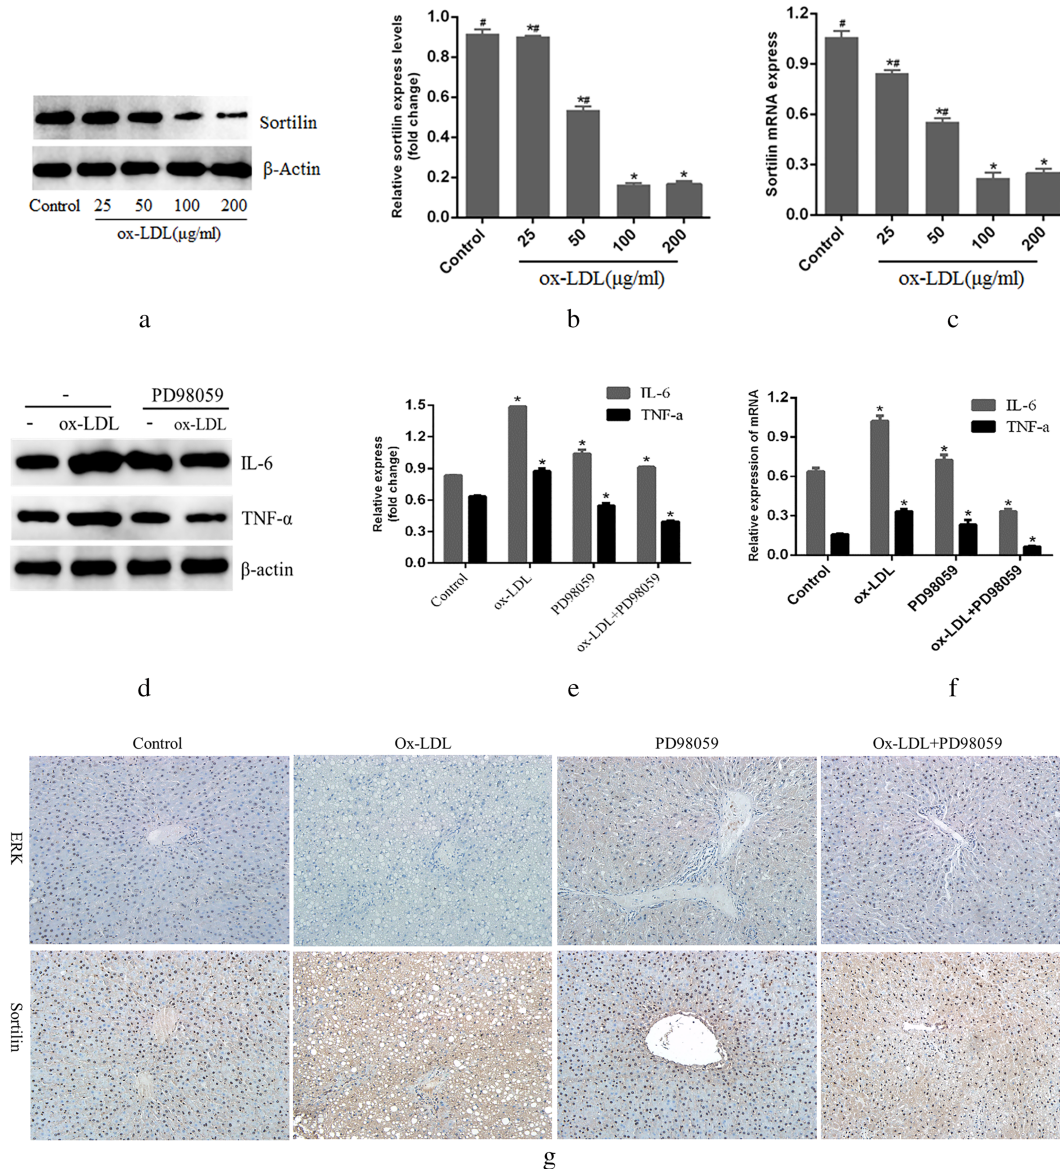 Sortilin
β-Actin
Control 25 50 100 200
ox-LDL(μg/ml)
a
Relative sortilin express levels
(fold change)
1.0
0.8
0.6
0.4
0.2
0.0
# *# *# * *
Control 25 50 100 200
ox-LDL(μg/ml)
b
Sortilin mRNA express
1.2
0.9
0.6
0.3
0.0
# *# *# * *
Control 25 50 100 200
ox-LDL(μg/ml)
c
- PD98059
- ox-LDL - ox-LDL
IL-6
TNF-α
β-actin
d
Relative express
(fold change)
1.5
1.2
0.9
0.6
0.3
0.0
IL-6
TNF-a
* * * * * *
Control ox-LDL PD98059 ox-LDL+PD98059
e
Relative expression of mRNA
1.2
0.9
0.6
0.3
0.0
IL-6
TNF-a
* * * * * *
Control ox-LDL PD98059 ox-LDL+PD98059
f
Control Ox-LDL PD98059 Ox-LDL+PD98059
ERK
Sortilin
g